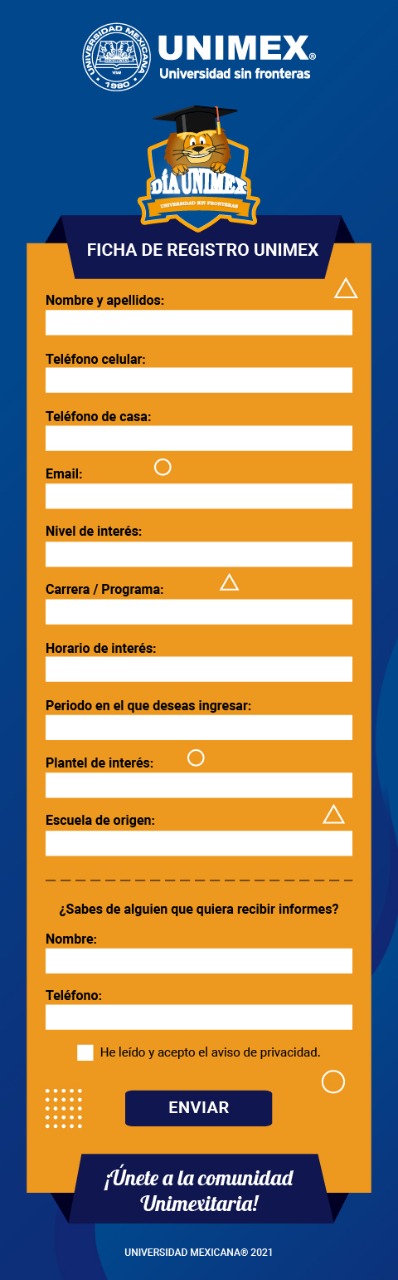 UNIVERSIDAD MEXICANA
1980
UNIMEX®
Universidad sin fronteras
DÍA UNIMEX
UNIVERSIDAD SIN FRONTERAS
FICHA DE REGISTRO UNIMEX
Nombre y apellidos:
Teléfono celular:
Teléfono de casa:
Email:
Nivel de interés:
Carrera / Programa:
Horario de interés:
Periodo en el que deseas ingresar:
Plantel de interés:
Escuela de origen:
¿Sabes de alguien que quiera recibir informes?
Nombre:
Teléfono:
He leído y acepto el aviso de privacidad.
ENVIAR
¡Únete a la comunidad
Unimexitaria!
UNIVERSIDAD MEXICANA® 2021